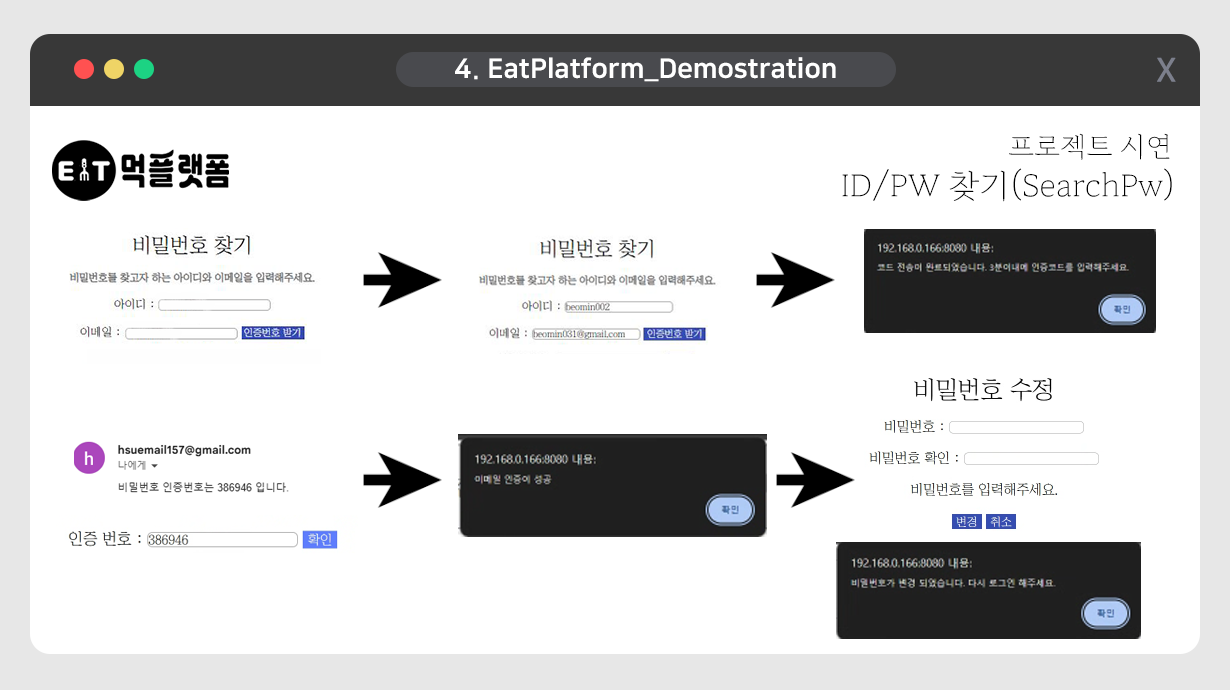 4. EatPlatform_Demostration
X
EAT 먹플랫폼
프로젝트 시연
ID/PW 찾기(SearchPw)
비밀번호 찾기
비밀번호를 찾고자 하는 아이디와 이메일을 입력해주세요.
아이디 :
이메일 : 인증번호 받기
비밀번호 찾기
비밀번호를 찾고자 하는 아이디와 이메일을 입력해주세요.
아이디 : beomin002
이메일 : beomin031@gmail.com 인증번호 받기
192.168.0.166:8080 내용:
코드 전송이 완료되었습니다. 3분이내에 인증코드를 입력해주세요.
확인
h
hsuemail157@gmail.com
나에게
비밀번호 인증번호는 386946 입니다.
인증 번호 : 386946 확인
192.168.0.166:8080 내용:
이메일 인증이 성공
확인
비밀번호 수정
비밀번호 :
비밀번호 확인 :
비밀번호를 입력해주세요.
변경 취소
192.168.0.166:8080 내용:
비밀번호가 변경 되었습니다. 다시 로그인 해주세요.
확인